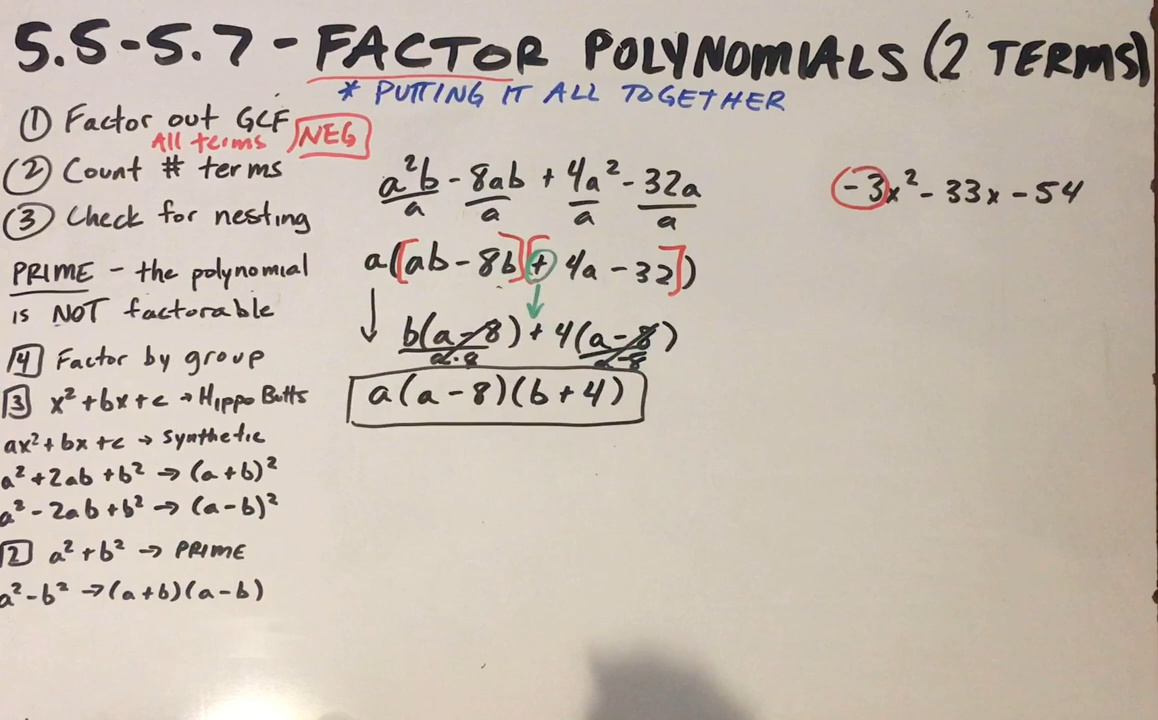 5.5-5.7 - FACTOR POLYNOMIALS (2 TERMS)
* PUTTING IT ALL TOGETHER
① Factor out GCF
All terms NEG
② Count # terms
③ Check for nesting
PRIME - the polynomial
is NOT factorable
4 Factor by group
3 x² + bx + c → Hippo Butts
ax² + bx + c → Synthetic
a² + 2ab + b² → (a + b)²
a² - 2ab + b² → (a - b)²
2 a² + b² → PRIME
a² - b² → (a + b)(a - b)
a²b - 8ab + 4a² - 32a
a a a a
a([ab - 8b][+ 4a - 32])
b(a - 8) + 4(a - 8)
a-8 a-8
a(a - 8)(b + 4)
-3x² - 33x - 54